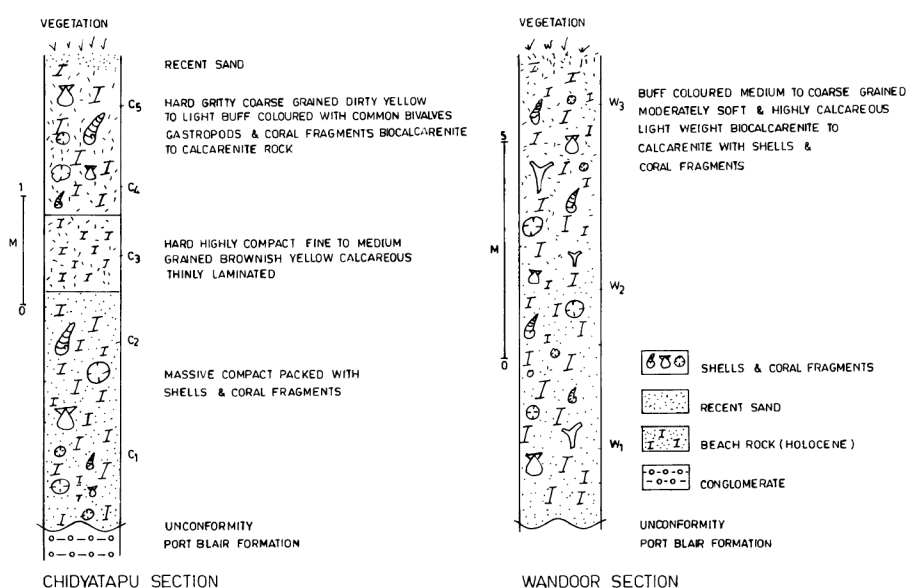 VEGETATION
RECENT SAND
C5
HARD GRITTY COARSE GRAINED DIRTY YELLOW
TO LIGHT BUFF COLOURED WITH COMMON BIVALVES
GASTROPODS & CORAL FRAGMENTS BIOCALCARENITE
TO CALCARENITE ROCK
C4
1
M
0
C3
HARD HIGHLY COMPACT FINE TO MEDIUM
GRAINED BROWNISH YELLOW CALCAREOUS
THINLY LAMINATED
C2
MASSIVE COMPACT PACKED WITH
SHELLS & CORAL FRAGMENTS
C1
UNCONFORMITY
PORT BLAIR FORMATION
CHIDYATAPU SECTION
VEGETATION
W3
BUFF COLOURED MEDIUM TO COARSE GRAINED
MODERATELY SOFT & HIGHLY CALCAREOUS
LIGHT WEIGHT BIOCALCARENITE TO
CALCARENITE WITH SHELLS &
CORAL FRAGMENTS
5
M
0
W2
W1
SHELLS & CORAL FRAGMENTS
RECENT SAND
BEACH ROCK (HOLOCENE)
CONGLOMERATE
UNCONFORMITY
PORT BLAIR FORMATION
WANDOOR SECTION